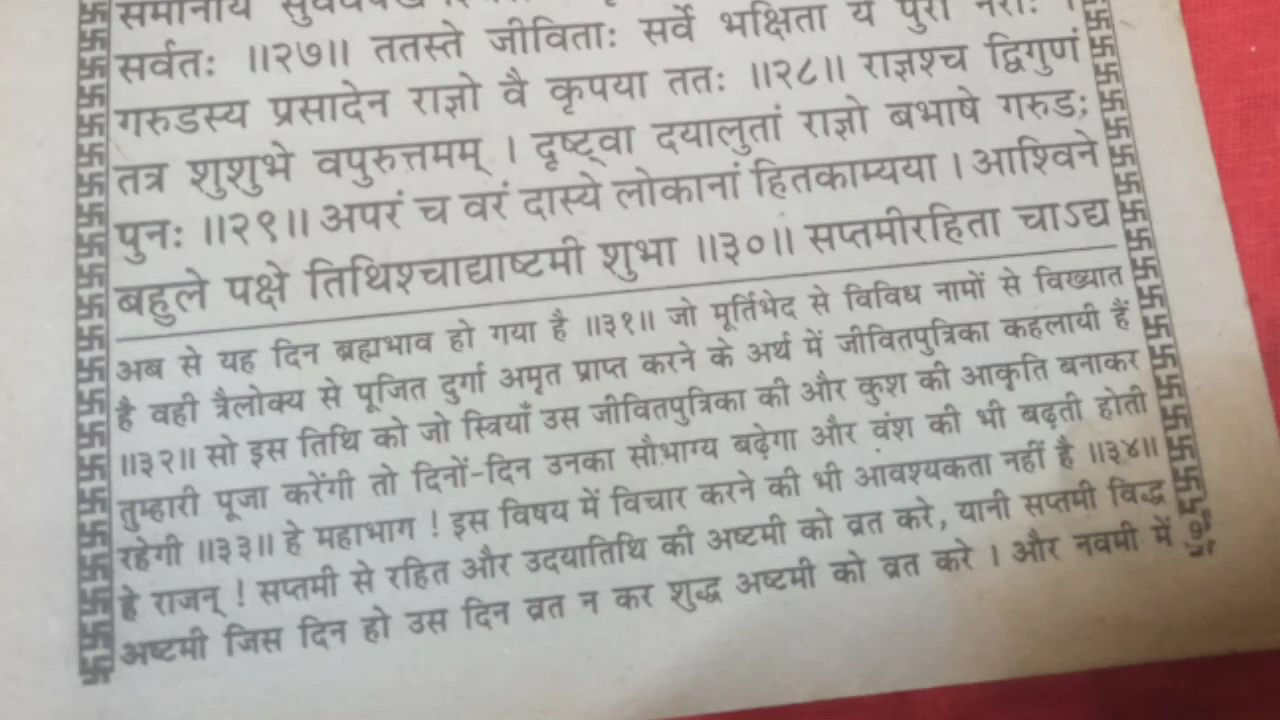 समानीय
सर्वतः ॥२७॥ ततस्ते जीविताः सर्वे भक्षिता ये पुरा नराः ।
गरुडस्य प्रसादेन राज्ञो वै कृपया ततः ॥२८॥ राज्ञश्च द्विगुणं
तत्र शुशुभे वपुरुत्तमम् । दृष्ट्वा दयालुतां राज्ञो बभाषे गरुडः
पुनः ॥२९॥ अपरं च वरं दास्ये लोकानां हितकाम्यया । आश्विने
बहुले पक्षे तिथिश्चाद्याष्टमी शुभा ॥३०॥ सप्तमीरहिता चाऽद्य
अब से यह दिन ब्रह्मभाव हो गया है ॥३१॥ जो मूर्तिभेद से विविध नामों से विख्यात
है वही त्रैलोक्य से पूजित दुर्गा अमृत प्राप्त करने के अर्थ में जीवितपुत्रिका कहलायी हैं
॥३२॥ सो इस तिथि को जो स्त्रियाँ उस जीवितपुत्रिका की और कुश की आकृति बनाकर
तुम्हारी पूजा करेंगी तो दिनों-दिन उनका सौभाग्य बढ़ेगा और वंश की भी बढ़ती होती
रहेगी ॥३३॥ हे महाभाग ! इस विषय में विचार करने की भी आवश्यकता नहीं है ॥३४॥
हे राजन् ! सप्तमी से रहित और उदयातिथि की अष्टमी को व्रत करे, यानी सप्तमी विद्ध
अष्टमी जिस दिन हो उस दिन व्रत न कर शुद्ध अष्टमी को व्रत करे । और नवमी में